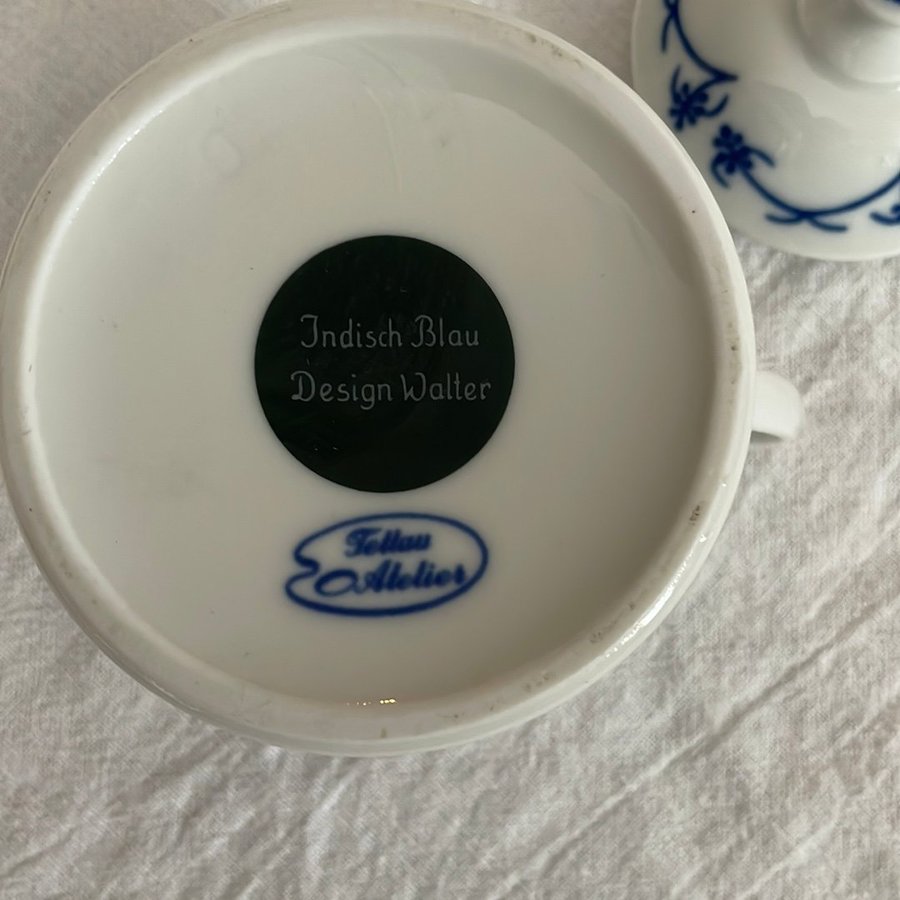 Indisch Blau
Design Walter
Tettau
Atelier